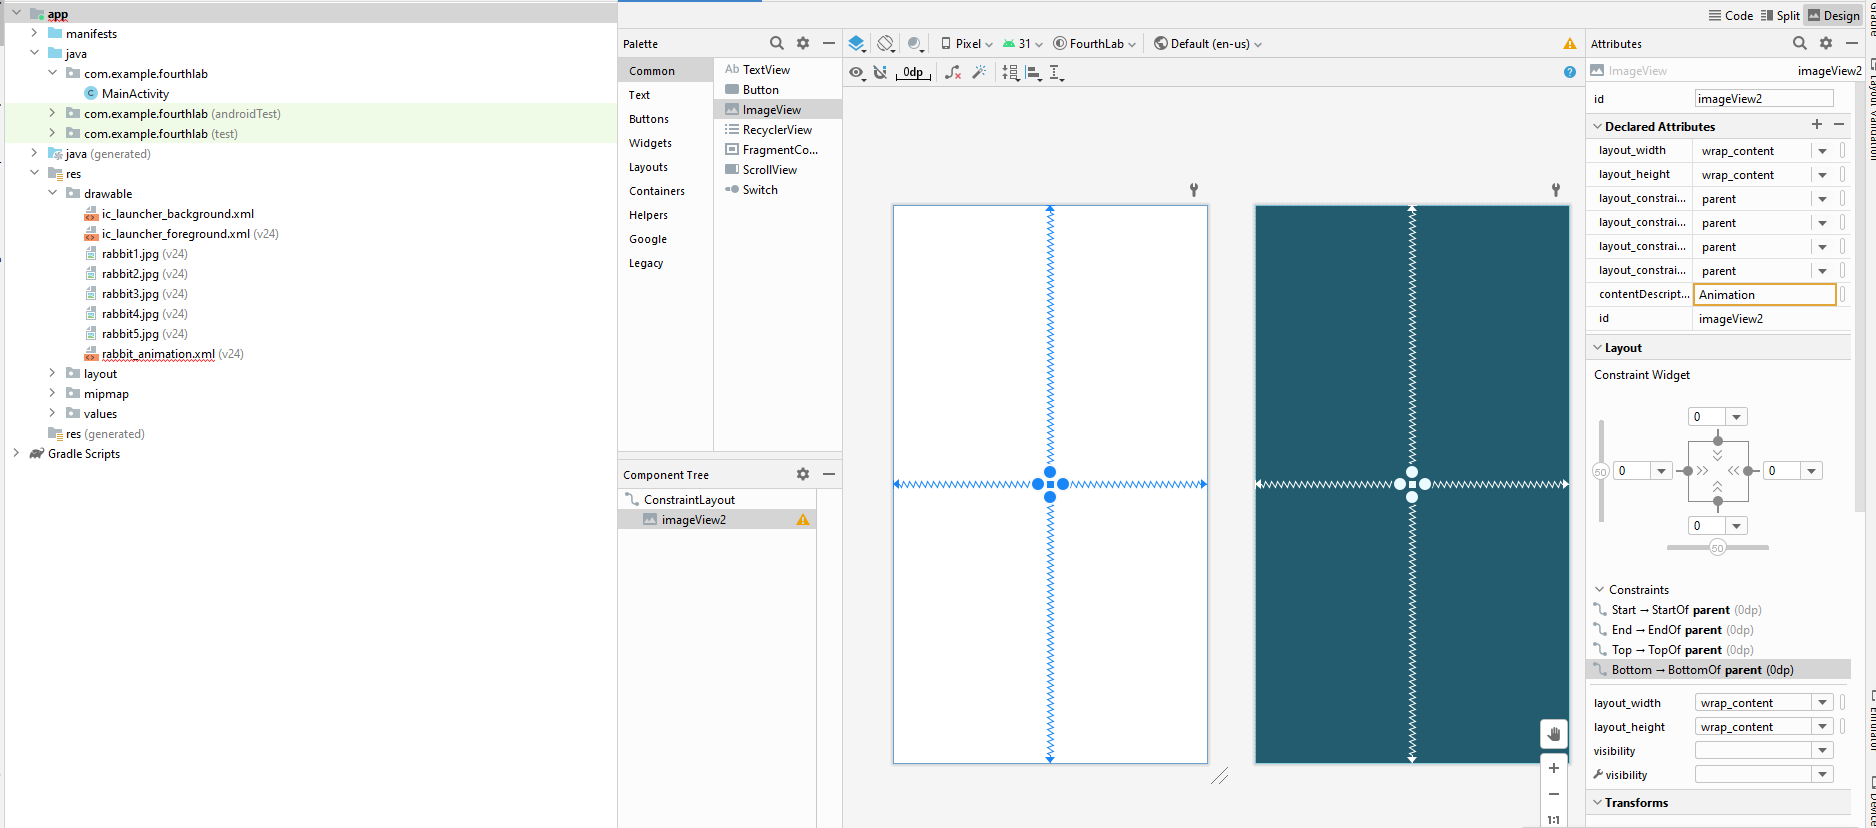 app
manifests
java
com.example.fourthlab
MainActivity
com.example.fourthlab (androidTest)
com.example.fourthlab (test)
java (generated)
res
drawable
ic_launcher_background.xml
ic_launcher_foreground.xml (v24)
rabbit1.jpg (v24)
rabbit2.jpg (v24)
rabbit3.jpg (v24)
rabbit4.jpg (v24)
rabbit5.jpg (v24)
rabbit_animation.xml (v24)
layout
mipmap
values
res (generated)
Gradle Scripts
Palette
Common
Text
Buttons
Widgets
Layouts
Containers
Helpers
Google
Legacy
Ab TextView
Button
ImageView
RecyclerView
FragmentCo...
ScrollView
Switch
Component Tree
ConstraintLayout
imageView2
Code Split Design
Pixel 31 FourthLab Default (en-us)
0dp
1:1
Attributes
ImageView imageView2
id imageView2
Declared Attributes
layout_width wrap_content
layout_height wrap_content
layout_constrai... parent
layout_constrai... parent
layout_constrai... parent
layout_constrai... parent
contentDescript... Animation
id imageView2
Layout
Constraint Widget
0
50 0 0
0
50
Constraints
Start → StartOf parent (0dp)
End → EndOf parent (0dp)
Top → TopOf parent (0dp)
Bottom → BottomOf parent (0dp)
layout_width wrap_content
layout_height wrap_content
visibility
visibility
Transforms
Layout Validation
Emulator